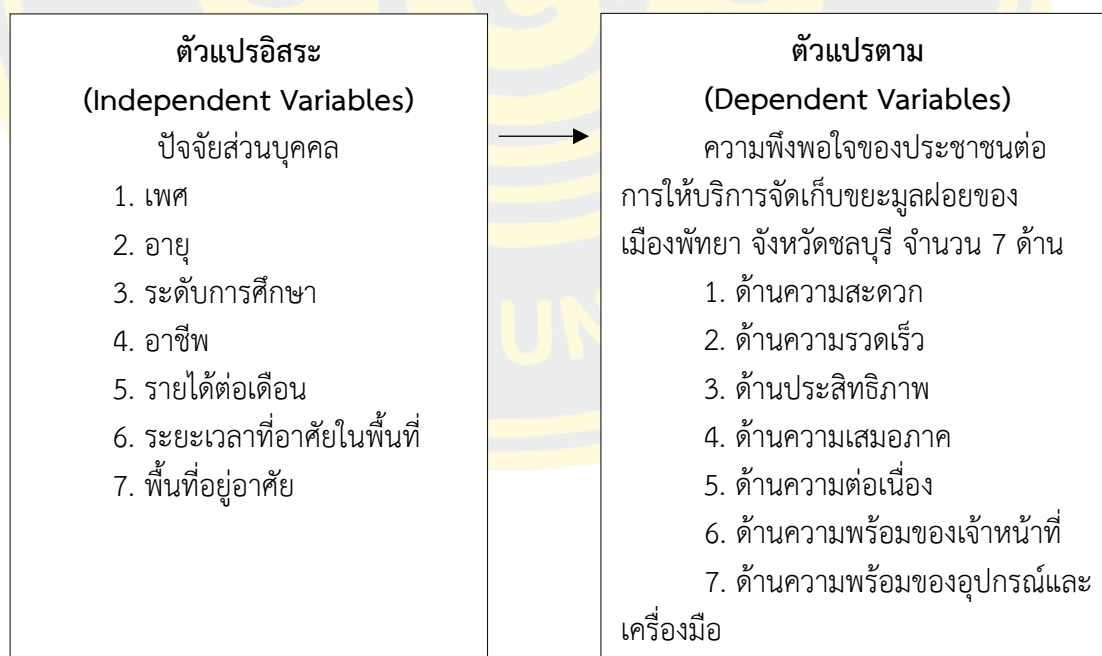 ตัวแปรอิสระ
(Independent Variables)
ปัจจัยส่วนบุคคล
1. เพศ
2. อายุ
3. ระดับการศึกษา
4. อาชีพ
5. รายได้ต่อเดือน
6. ระยะเวลาที่อาศัยในพื้นที่
7. พื้นที่อยู่อาศัย
ตัวแปรตาม
(Dependent Variables)
ความพึงพอใจของประชาชนต่อ
การให้บริการจัดเก็บขยะมูลฝอยของ
เมืองพัทยา จังหวัดชลบุรี จำนวน 7 ด้าน
1. ด้านความสะดวก
2. ด้านความรวดเร็ว
3. ด้านประสิทธิภาพ
4. ด้านความเสมอภาค
5. ด้านความต่อเนื่อง
6. ด้านความพร้อมของเจ้าหน้าที่
7. ด้านความพร้อมของอุปกรณ์และ
เครื่องมือ
UN